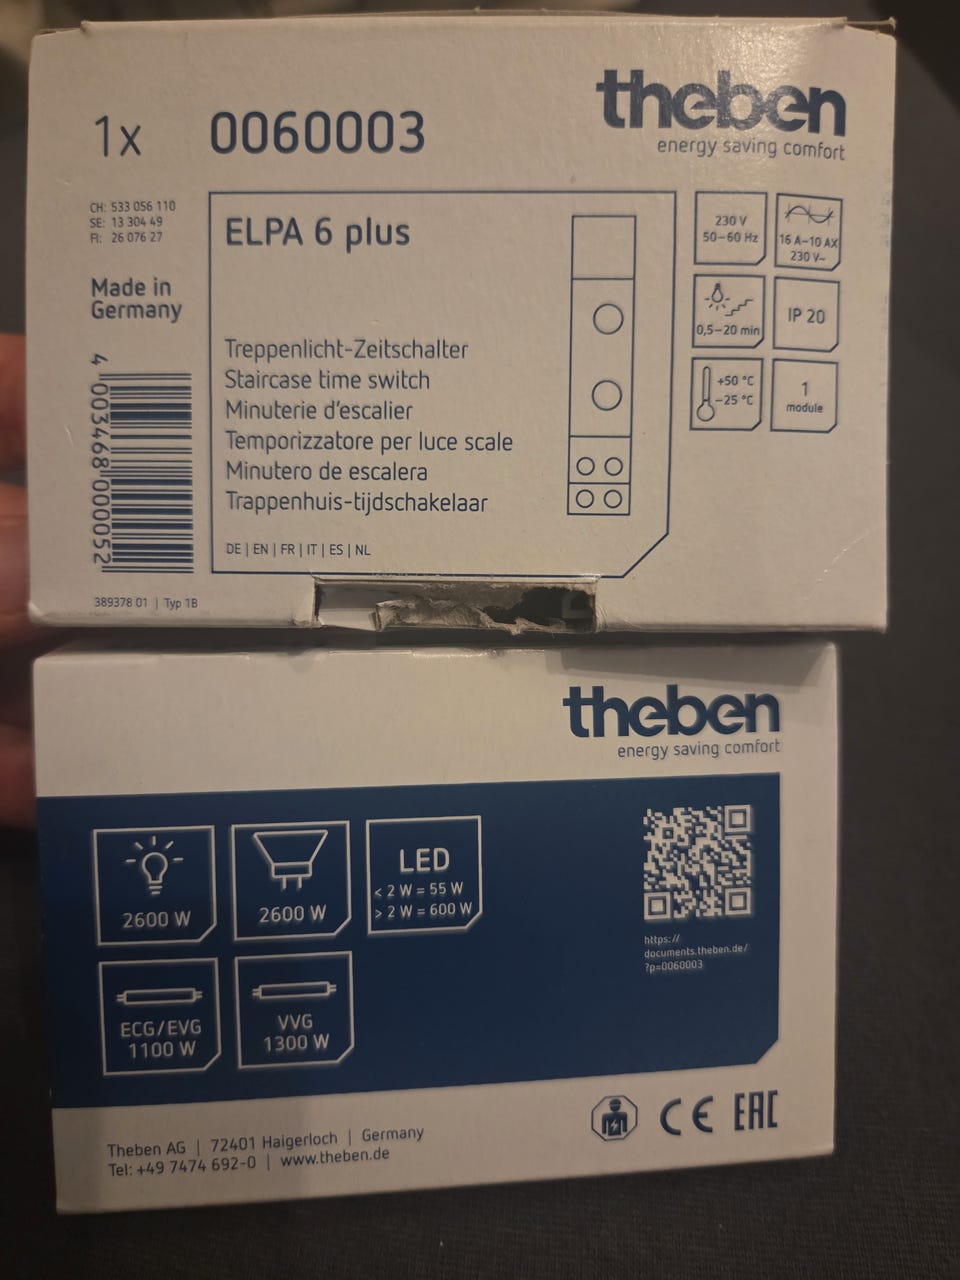 theben
energy saving comfort
1x
0060003
CH: 533 056 110
SE: 13 304 49
FI: 26 076 27
Made in
Germany
4 003468 000052
389378 01 | Typ 1B
ELPA 6 plus
Treppenlicht-Zeitschalter
Staircase time switch
Minuterie d'escalier
Temporizzatore per luce scale
Minutero de escalera
Trappenhuis-tijdschakelaar
DE | EN | FR | IT | ES | NL
230 V
50–60 Hz
16 A–10 AX
230 V~
0,5–20 min
IP 20
+50 °C
−25 °C
1
module
theben
energy saving comfort
2600 W
2600 W
LED
< 2 W = 55 W
> 2 W = 600 W
ECG/EVG
1100 W
VVG
1300 W
https://
documents.theben.de/
?p=0060003
Theben AG | 72401 Haigerloch | Germany
Tel: +49 7474 692-0 | www.theben.de
CE EAC